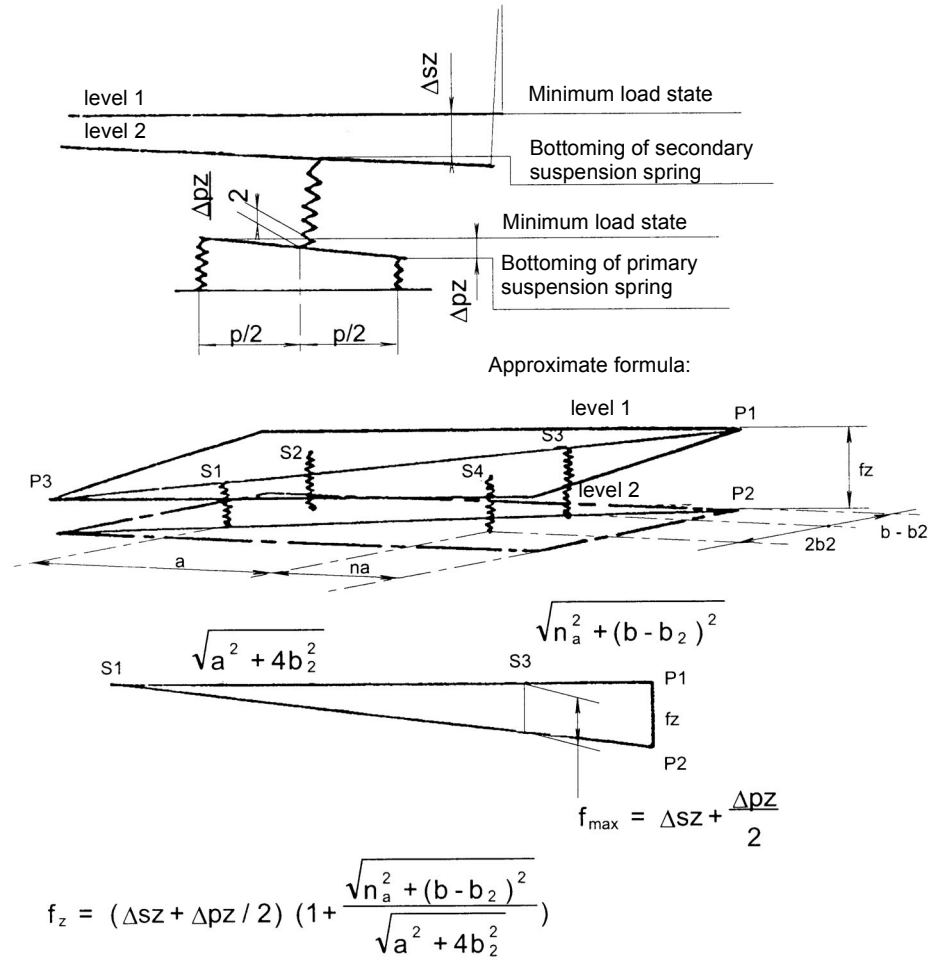 Δsz
level 1
Minimum load state
level 2
Bottoming of secondary
suspension spring
Δpz
2
Minimum load state
Bottoming of primary
suspension spring
Δpz
p/2
p/2
Approximate formula:
level 1
P1
S3
S2
S1
S4
P3
fz
level 2
P2
b - b2
2b2
a
na
√(a² + 4b₂²)
√(nₐ² + (b - b₂)²)
S1
S3
P1
fz
P2
f_max = Δsz + Δpz/2
f_z = (Δsz + Δpz / 2) (1 + √(nₐ² + (b - b₂)²) / √(a² + 4b₂²))